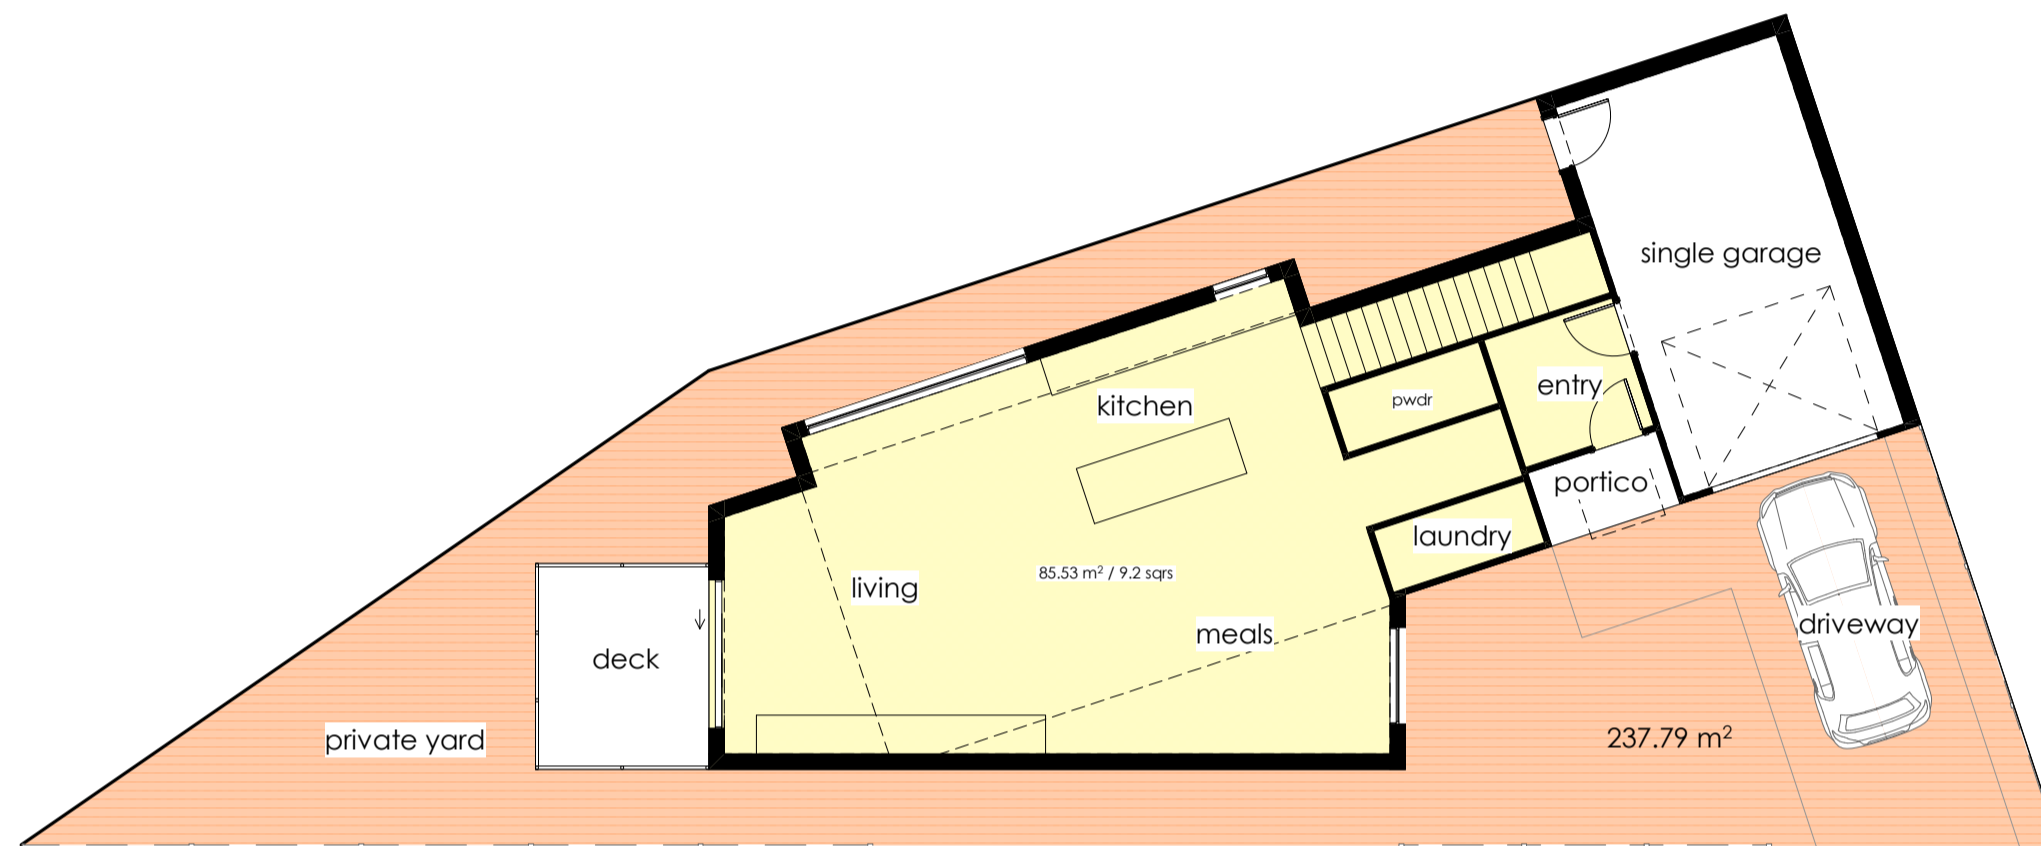 single garage
entry
pwdr
kitchen
portico
laundry
85.53 m² / 9.2 sqrs
living
driveway
meals
deck
private yard
237.79 m²